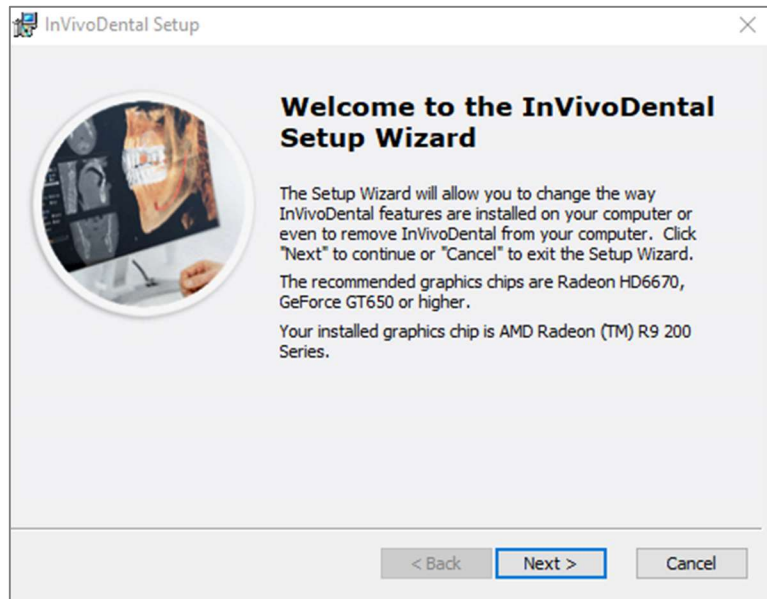 InVivoDental Setup
Welcome to the InVivoDental
Setup Wizard
The Setup Wizard will allow you to change the way
InVivoDental features are installed on your computer or
even to remove InVivoDental from your computer.  Click
"Next" to continue or "Cancel" to exit the Setup Wizard.
The recommended graphics chips are Radeon HD6670,
GeForce GT650 or higher.
Your installed graphics chip is AMD Radeon (TM) R9 200
Series.
< Back
Next >
Cancel